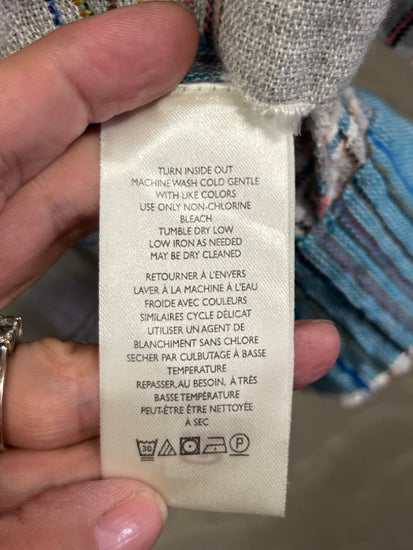 TURN INSIDE OUT
MACHINE WASH COLD GENTLE
WITH LIKE COLORS
USE ONLY NON-CHLORINE
BLEACH
TUMBLE DRY LOW
LOW IRON AS NEEDED
MAY BE DRY CLEANED
RETOURNER À L'ENVERS
LAVER À LA MACHINE À L'EAU
FROIDE AVEC COULEURS
SIMILAIRES CYCLE DÉLICAT
UTILISER UN AGENT DE
BLANCHIMENT SANS CHLORE
SECHER PAR CULBUTAGE À BASSE
TEMPERATURE
REPASSER, AU BESOIN, À TRÈS
BASSE TEMPÉRATURE
PEUT-ÊTRE ÊTRE NETTOYÉE
À SEC
30 P